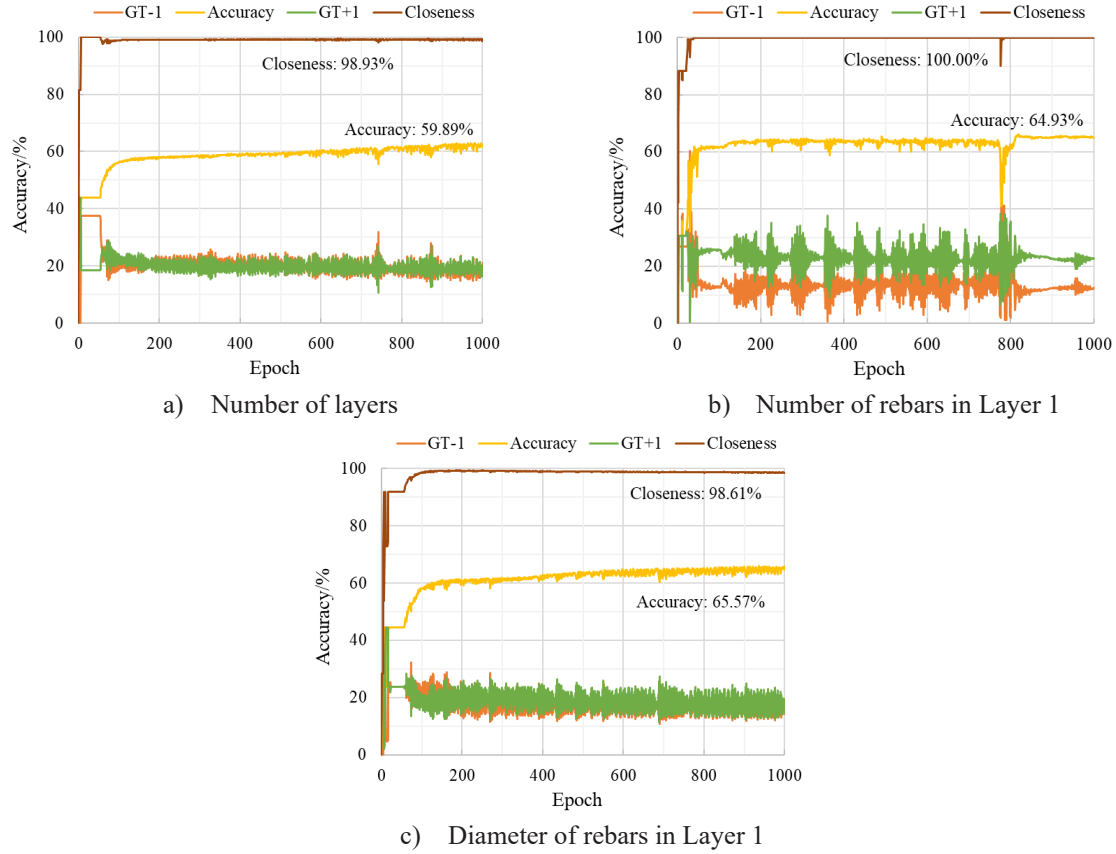 GT-1 Accuracy GT+1 Closeness
100
80
60
40
20
0
Accuracy/%
Closeness: 98.93%
Accuracy: 59.89%
0 200 400 600 800 1000
Epoch
a) Number of layers
GT-1 Accuracy GT+1 Closeness
100
80
60
40
20
0
Accuracy/%
Closeness: 100.00%
Accuracy: 64.93%
0 200 400 600 800 1000
Epoch
b) Number of rebars in Layer 1
GT-1 Accuracy GT+1 Closeness
100
80
60
40
20
0
Accuracy/%
Closeness: 98.61%
Accuracy: 65.57%
0 200 400 600 800 1000
Epoch
c) Diameter of rebars in Layer 1